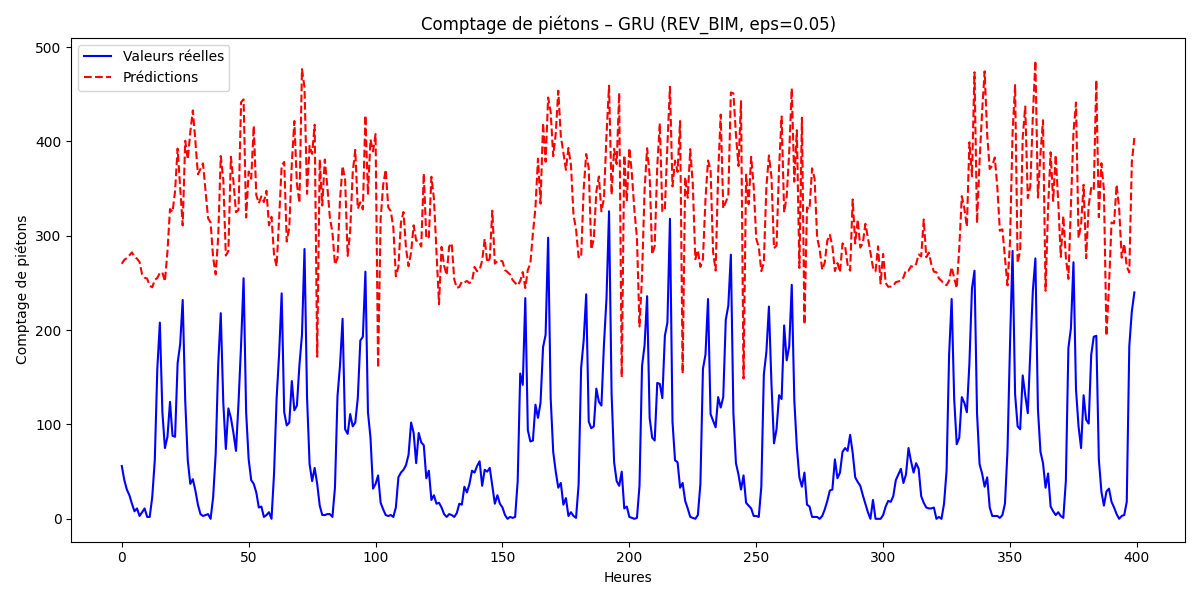 Comptage de piétons – GRU (REV_BIM, eps=0.05)
Valeurs réelles
Prédictions
Comptage de piétons
500
400
300
200
100
0
0 50 100 150 200 250 300 350 400
Heures